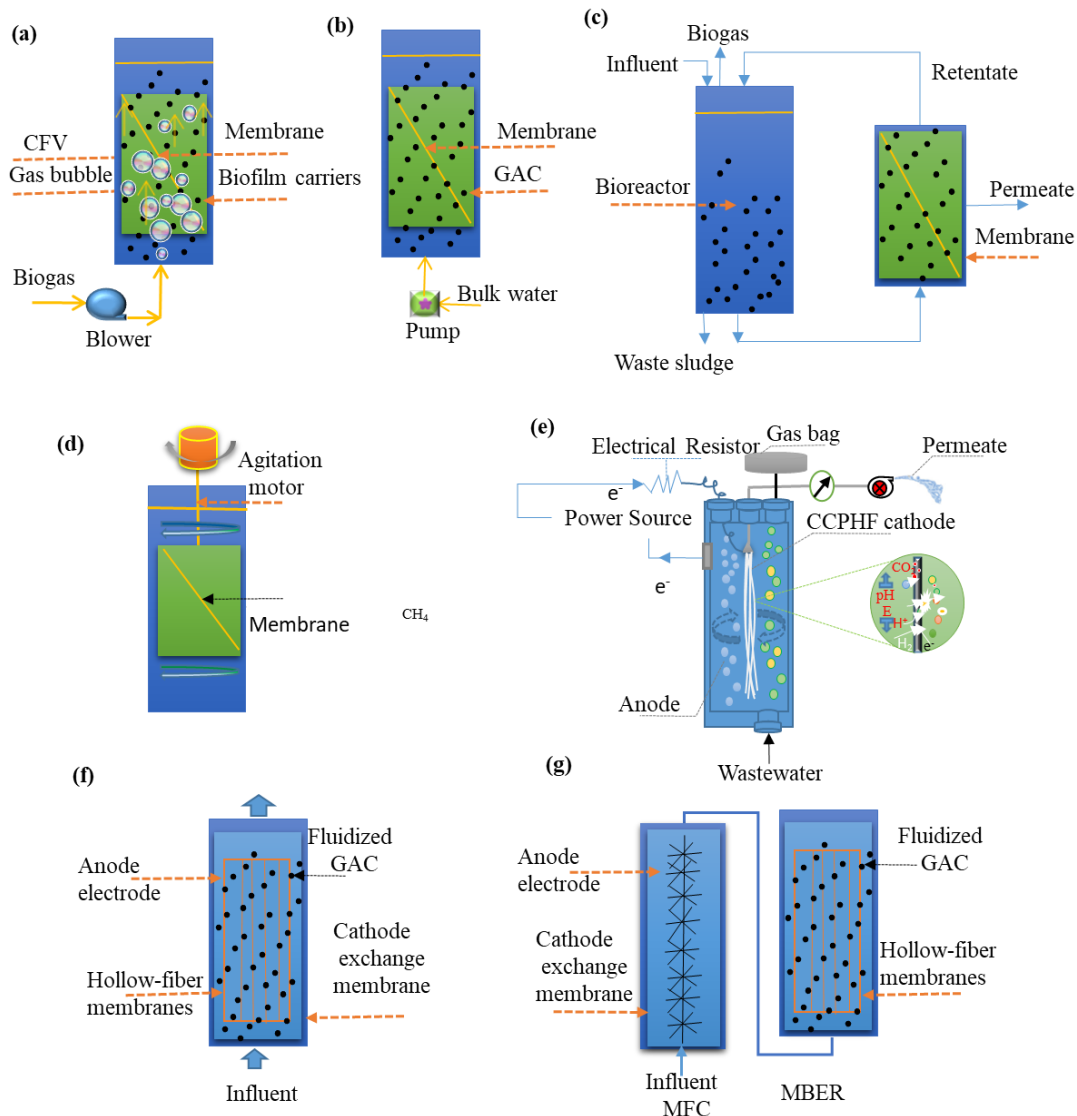 (a)
CFV
Gas bubble
Membrane
Biofilm carriers
Biogas
Blower
(b)
Membrane
GAC
Bulk water
Pump
(c)
Biogas
Influent
Retentate
Bioreactor
Permeate
Membrane
Waste sludge
(d)
Agitation
motor
Membrane
CH4
(e)
Electrical Resistor
Gas bag
Permeate
e-
Power Source
CCPHF cathode
e-
CO2
pH
E
H+
H2
e-
Anode
Wastewater
(f)
Fluidized
GAC
Anode
electrode
Cathode
exchange
membrane
Hollow-fiber
membranes
Influent
(g)
Anode
electrode
Cathode
exchange
membrane
Influent
MFC
Fluidized
GAC
Hollow-fiber
membranes
MBER